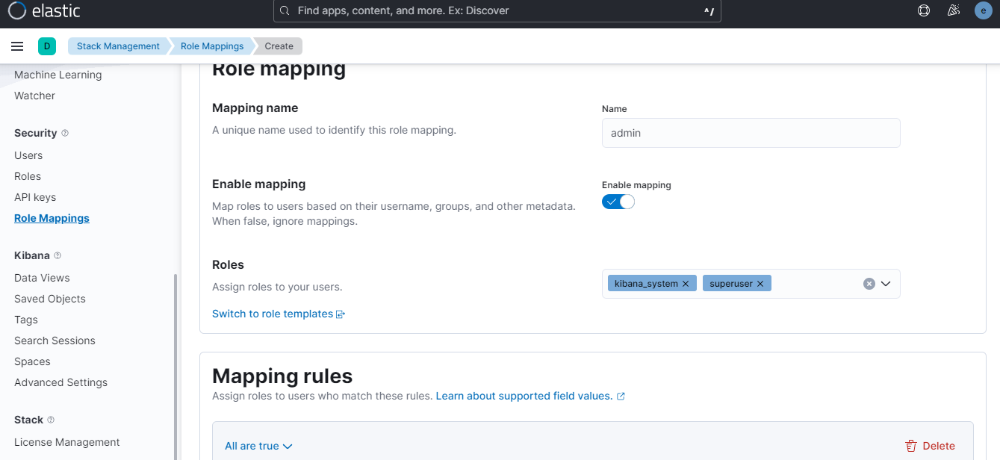 elastic
Find apps, content, and more. Ex: Discover
^/
e
D
Stack Management
Role Mappings
Create
Machine Learning
Watcher
Security
Users
Roles
API keys
Role Mappings
Kibana
Data Views
Saved Objects
Tags
Search Sessions
Spaces
Advanced Settings
Stack
License Management
Role mapping
Mapping name
A unique name used to identify this role mapping.
Name
admin
Enable mapping
Map roles to users based on their username, groups, and other metadata.
When false, ignore mappings.
Enable mapping
Roles
Assign roles to your users.
Switch to role templates
kibana_system
superuser
Mapping rules
Assign roles to users who match these rules. Learn about supported field values.
All are true
Delete